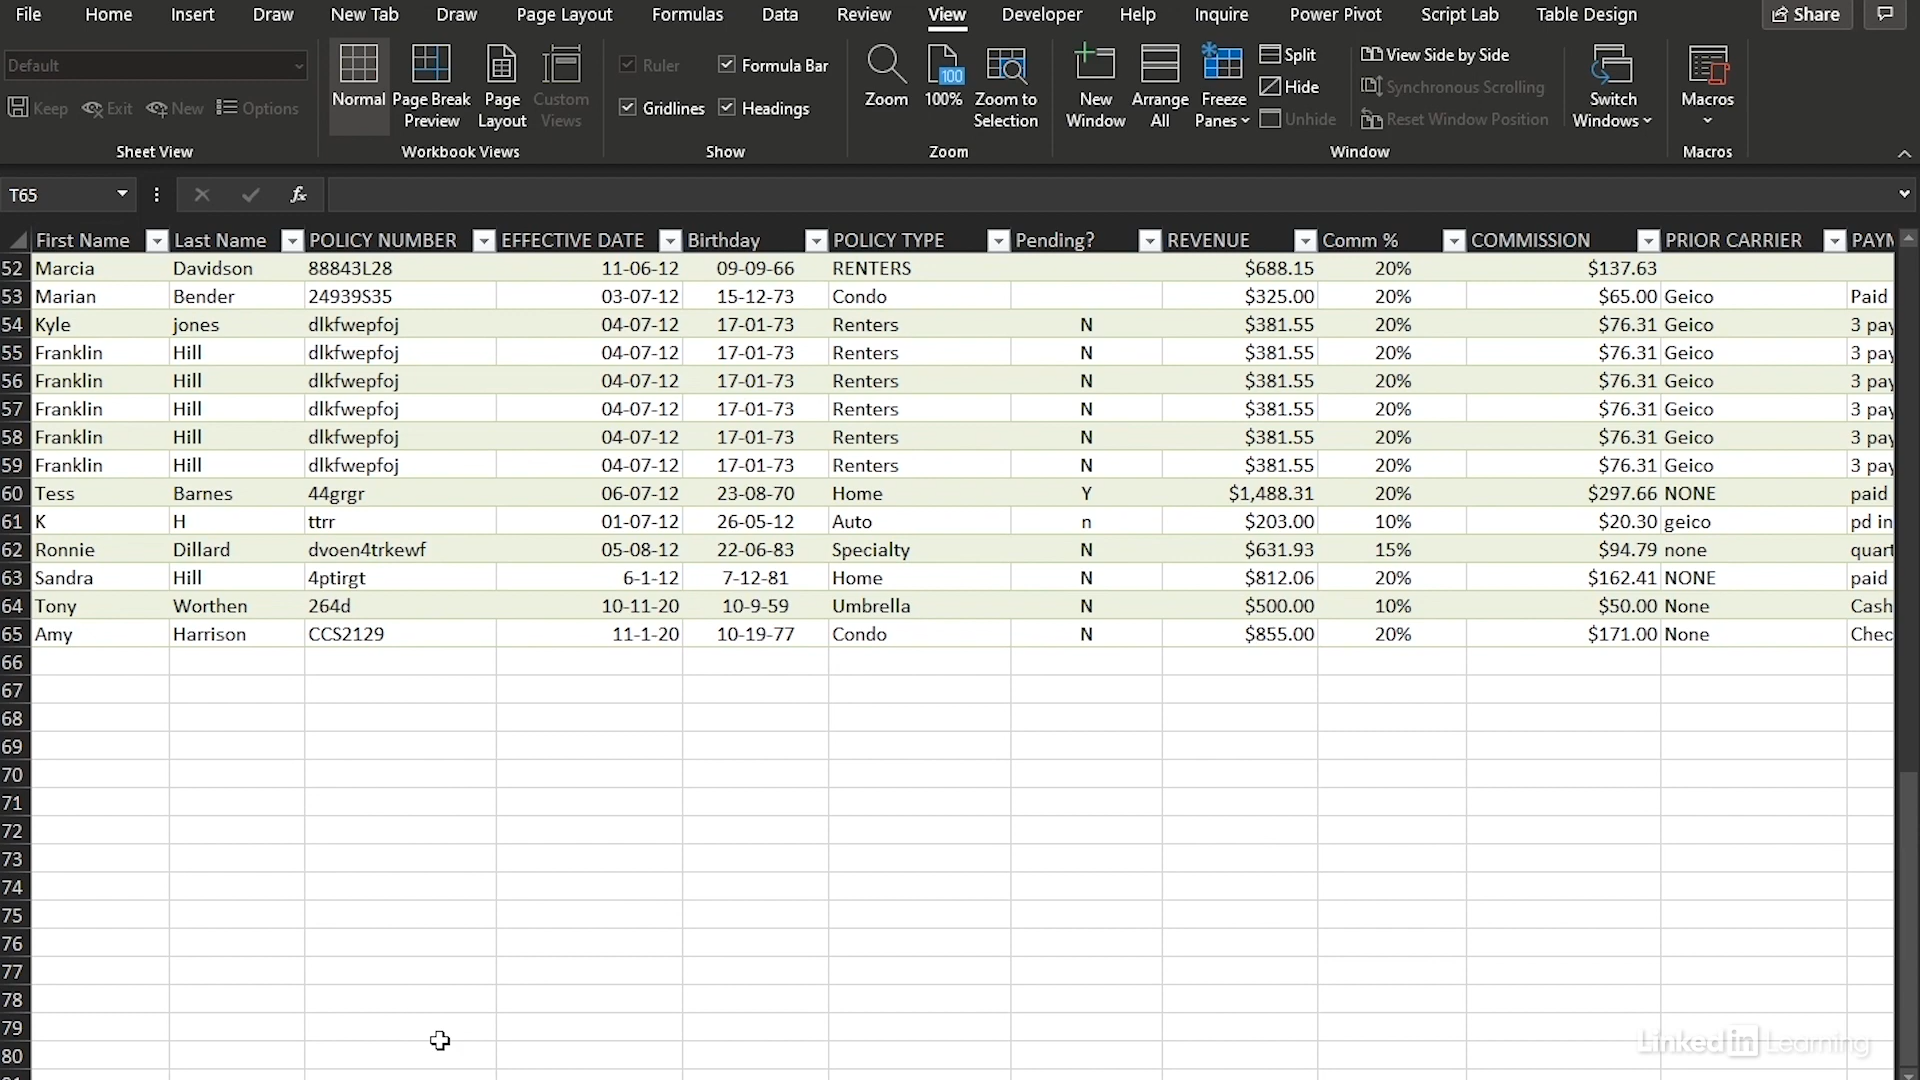 File Home Insert Draw New Tab Draw Page Layout Formulas Data Review View Developer Help Inquire Power Pivot Script Lab Table Design Share
Default
Keep Exit New Options
Sheet View
Normal Page Break Preview Page Layout Custom Views
Workbook Views
Ruler Formula Bar
Gridlines Headings
Show
Zoom 100 100% Zoom to Selection
Zoom
New Window Arrange All Freeze Panes
Split
Hide
Unhide
View Side by Side
Synchronous Scrolling
Reset Window Position
Switch Windows
Window
Macros
Macros
T65 fx
First Name Last Name POLICY NUMBER EFFECTIVE DATE Birthday POLICY TYPE Pending? REVENUE Comm % COMMISSION PRIOR CARRIER PAYM
52 Marcia Davidson 88843L28 11-06-12 09-09-66 RENTERS $688.15 20% $137.63
53 Marian Bender 24939S35 03-07-12 15-12-73 Condo $325.00 20% $65.00 Geico Paid
54 Kyle jones dlkfwepfoj 04-07-12 17-01-73 Renters N $381.55 20% $76.31 Geico 3 pay
55 Franklin Hill dlkfwepfoj 04-07-12 17-01-73 Renters N $381.55 20% $76.31 Geico 3 pay
56 Franklin Hill dlkfwepfoj 04-07-12 17-01-73 Renters N $381.55 20% $76.31 Geico 3 pay
57 Franklin Hill dlkfwepfoj 04-07-12 17-01-73 Renters N $381.55 20% $76.31 Geico 3 pay
58 Franklin Hill dlkfwepfoj 04-07-12 17-01-73 Renters N $381.55 20% $76.31 Geico 3 pay
59 Franklin Hill dlkfwepfoj 04-07-12 17-01-73 Renters N $381.55 20% $76.31 Geico 3 pay
60 Tess Barnes 44grgr 06-07-12 23-08-70 Home Y $1,488.31 20% $297.66 NONE paid
61 K H ttrr 01-07-12 26-05-12 Auto n $203.00 10% $20.30 geico pd in
62 Ronnie Dillard dvoen4trkewf 05-08-12 22-06-83 Specialty N $631.93 15% $94.79 none quart
63 Sandra Hill 4ptirgt 6-1-12 7-12-81 Home N $812.06 20% $162.41 NONE paid
64 Tony Worthen 264d 10-11-20 10-9-59 Umbrella N $500.00 10% $50.00 None Cash
65 Amy Harrison CCS2129 11-1-20 10-19-77 Condo N $855.00 20% $171.00 None Chec
66
67
68
69
70
71
72
73
74
75
76
77
78
79
80
Linked in Learning